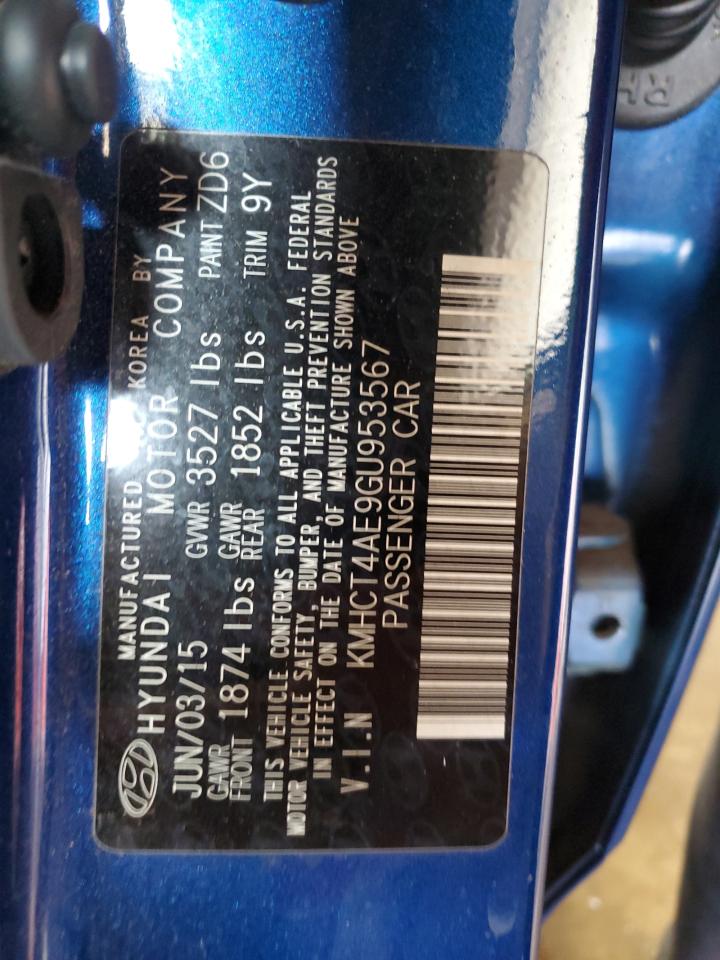 MANUFACTURED KOREA BY
HYUNDAI MOTOR COMPANY
JUN/03/15 GVWR 3527 lbs PAINT ZD6
GAWR FRONT 1874 lbs GAWR REAR 1852 lbs TRIM 9Y
THIS VEHICLE CONFORMS TO ALL APPLICABLE U.S.A. FEDERAL
MOTOR VEHICLE SAFETY, BUMPER, AND THEFT PREVENTION STANDARDS
IN EFFECT ON THE DATE OF MANUFACTURE SHOWN ABOVE
V.I.N KMHCT4AE9GU953567
PASSENGER CAR
RH